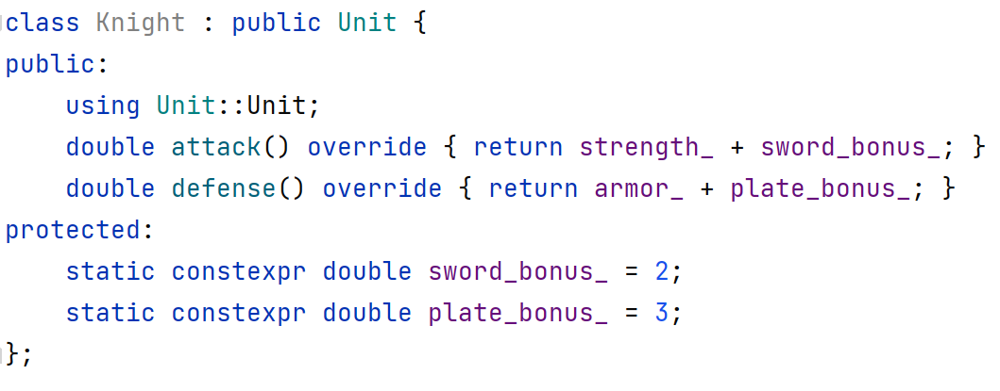 class Knight : public Unit {
public:
    using Unit::Unit;
    double attack() override { return strength_ + sword_bonus_; }
    double defense() override { return armor_ + plate_bonus_; }
protected:
    static constexpr double sword_bonus_ = 2;
    static constexpr double plate_bonus_ = 3;
};